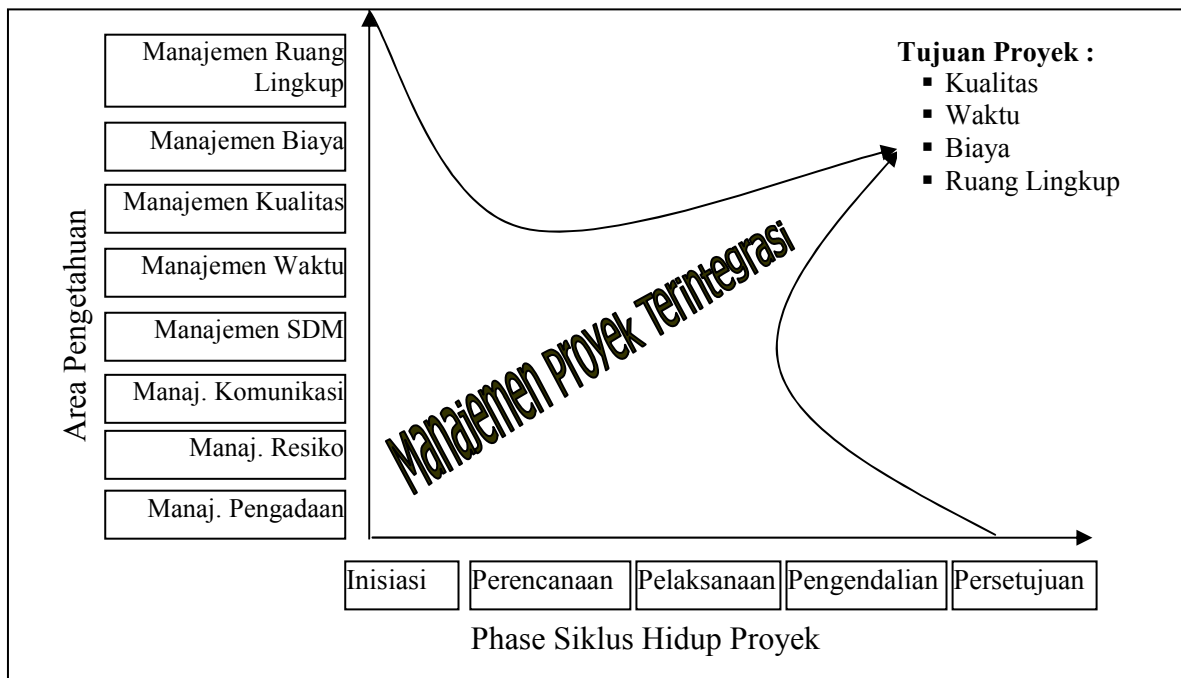 Manajemen Ruang
Lingkup
Manajemen Biaya
Manajemen Kualitas
Manajemen Waktu
Manajemen SDM
Manaj. Komunikasi
Manaj. Resiko
Manaj. Pengadaan
Area Pengetahuan
Tujuan Proyek :
▪ Kualitas
▪ Waktu
▪ Biaya
▪ Ruang Lingkup
Manajemen Proyek Terintegrasi
Inisiasi
Perencanaan
Pelaksanaan
Pengendalian
Persetujuan
Phase Siklus Hidup Proyek